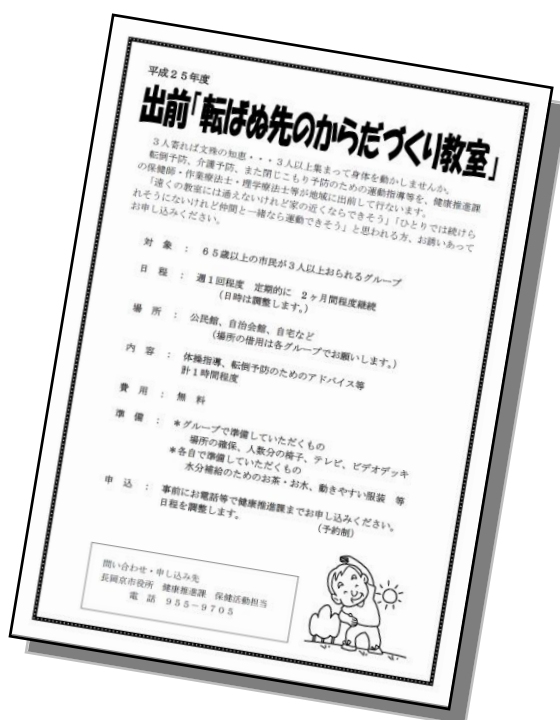 平成25年度
出前「転ばぬ先のからだづくり教室」
3人寄れば文殊の知恵・・・3人以上集まって身体を動かしませんか。
転倒予防、介護予防、また閉じこもり予防のための運動指導等を、健康推進課
の保健師・作業療法士・理学療法士等が地域に出前して行ないます。
「遠くの教室には通えないけれど家の近くならできそう」「ひとりでは続けら
れそうにないけれど仲間と一緒なら運動できそう」と思われる方、お誘いあって
お申し込みください。
対 象 : 65歳以上の市民が3人以上おられるグループ
日 程 : 週1回程度 定期的に 2ヶ月間程度継続
(日時は調整します。)
場 所 : 公民館、自治会館、自宅など
(場所の借用は各グループでお願いします。)
内 容 : 体操指導、転倒予防のためのアドバイス等
計1時間程度
費 用 : 無 料
準 備 : *グループで準備していただくもの
場所の確保、人数分の椅子、テレビ、ビデオデッキ
*各自で準備していただくもの
水分補給のためのお茶・お水、動きやすい服装 等
申 込 : 事前にお電話等で健康推進課までお申し込みください。
日程を調整します。 (予約制)
問い合わせ・申し込み先
長岡京市役所 健康推進課 保健活動担当
電 話 955-9705